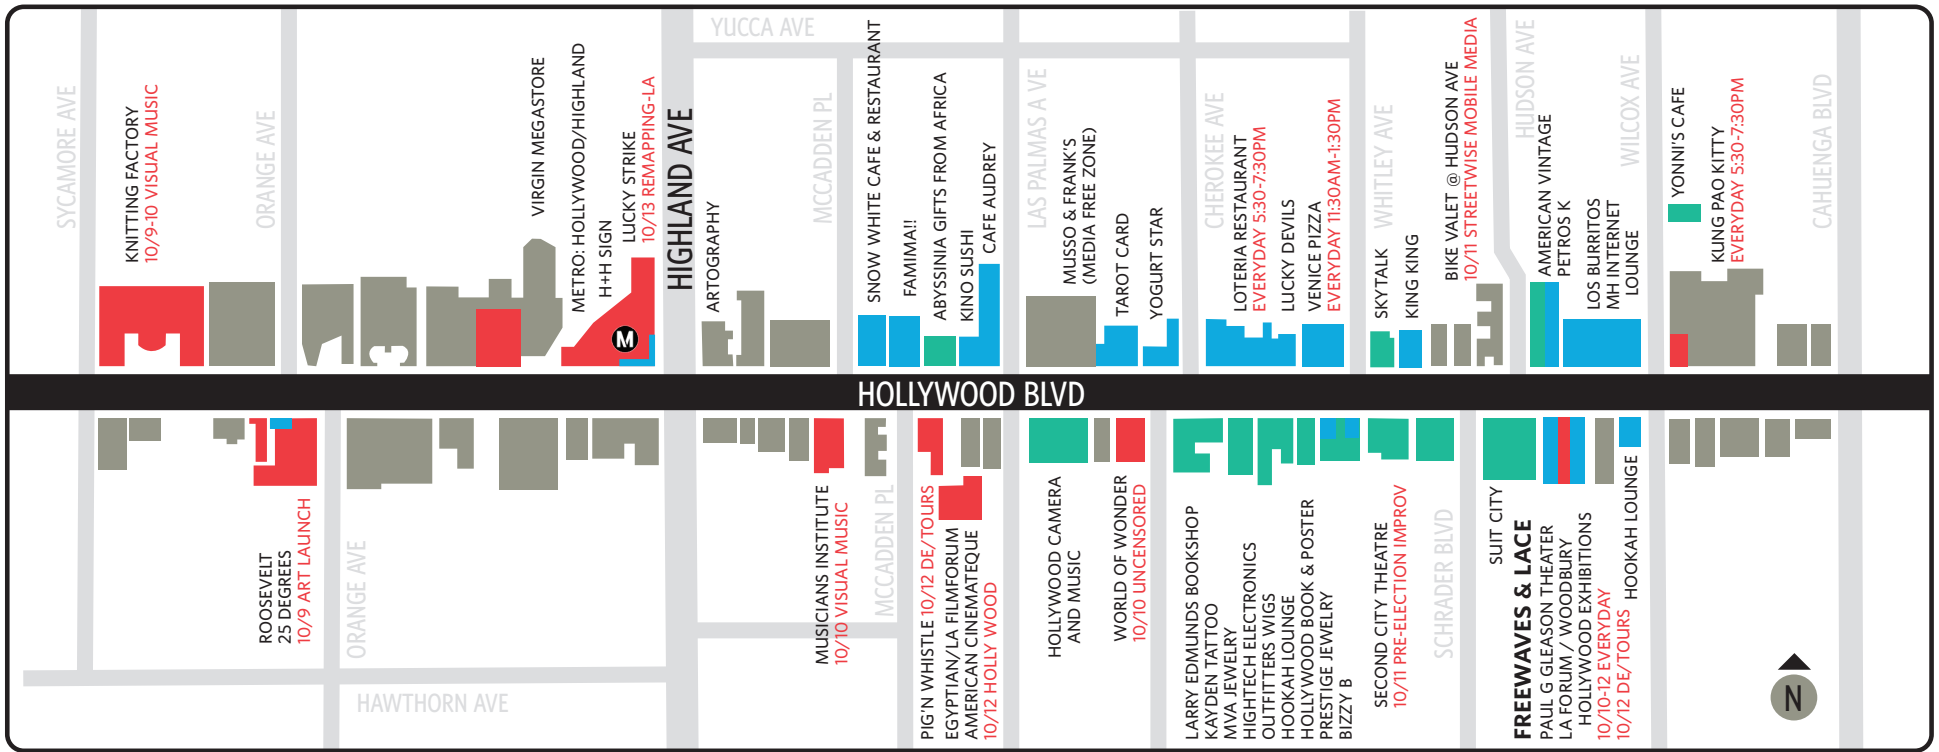 SYCAMORE AVE
KNITTING FACTORY
10/9-10 VISUAL MUSIC
ORANGE AVE
VIRGIN MEGASTORE
METRO: HOLLYWOOD/HIGHLAND
H+H SIGN
LUCKY STRIKE
10/13 REMAPPING-LA
M
HIGHLAND AVE
YUCCA AVE
ARTOGRAPHY
MCCADDEN PL
SNOW WHITE CAFE & RESTAURANT
FAMIMA!!
ABYSSINIA GIFTS FROM AFRICA
KINO SUSHI
CAFE AUDREY
LAS PALMAS A VE
MUSSO & FRANK'S
(MEDIA FREE ZONE)
TAROT CARD
YOGURT STAR
CHEROKEE AVE
LOTERIA RESTAURANT
EVERYDAY 5:30-7:30PM
LUCKY DEVILS
VENICE PIZZA
EVERYDAY 11:30AM-1:30PM
SKYTALK
WHITLEY AVE
KING KING
BIKE VALET @ HUDSON AVE
10/11 STREETWISE MOBILE MEDIA
HUDSON AVE
AMERICAN VINTAGE
PETROS K
LOS BURRITOS
MH INTERNET
LOUNGE
WILCOX AVE
YONNI'S CAFE
KUNG PAO KITTY
EVERYDAY 5:30-7:30PM
CAHUENGA BLVD
HOLLYWOOD BLVD
ROOSEVELT
25 DEGREES
10/9 ART LAUNCH
ORANGE AVE
HAWTHORN AVE
MUSICIANS INSTITUTE
10/10 VISUAL MUSIC
MCCADDEN PL
PIG'N WHISTLE 10/12 DE/TOURS
EGYPTIAN/LA FILMFORUM
AMERICAN CINEMATEQUE
10/12 HOLLY WOOD
HOLLYWOOD CAMERA
AND MUSIC
WORLD OF WONDER
10/10 UNCENSORED
LARRY EDMUNDS BOOKSHOP
KAYDEN TATTOO
MVA JEWELRY
HIGHTECH ELECTRONICS
OUTFITTERS WIGS
HOOKAH LOUNGE
HOLLYWOOD BOOK & POSTER
PRESTIGE JEWELRY
BIZZY B
SECOND CITY THEATRE
10/11 PRE-ELECTION IMPROV
SCHRADER BLVD
SUIT CITY
FREEWAVES & LACE
PAUL G GLEASON THEATER
LA FORUM / WOODBURY
HOLLYWOOD EXHIBITIONS
10/10-12 EVERYDAY
10/12 DE/TOURS
HOOKAH LOUNGE
N